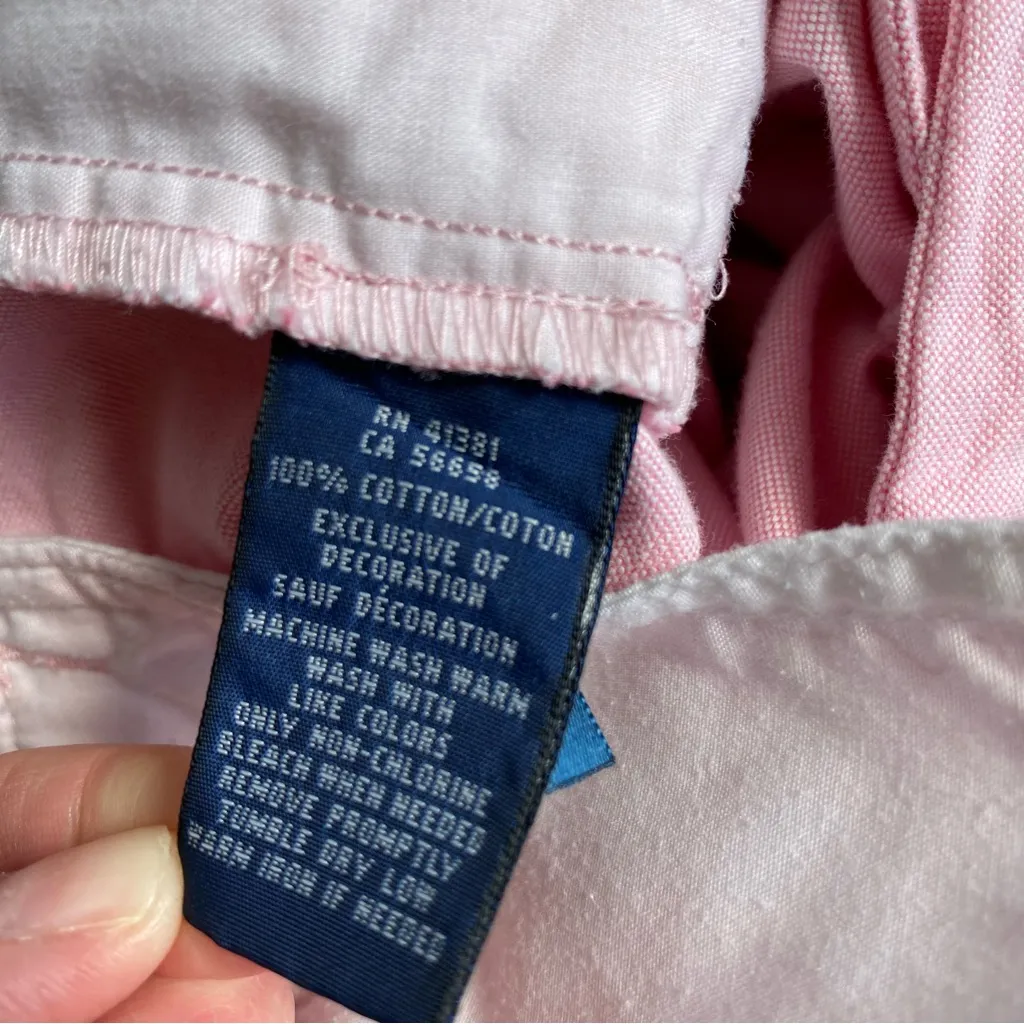 RN 41381
CA 56658
100% COTTON/COTON
EXCLUSIVE OF
DECORATION
SAUF DÉCORATION
MACHINE WASH WARM
WASH WITH
LIKE COLORS
ONLY NON-CHLORINE
BLEACH WHEN NEEDED
REMOVE PROMPTLY
TUMBLE DRY LOW
WARM IRON IF NEEDED